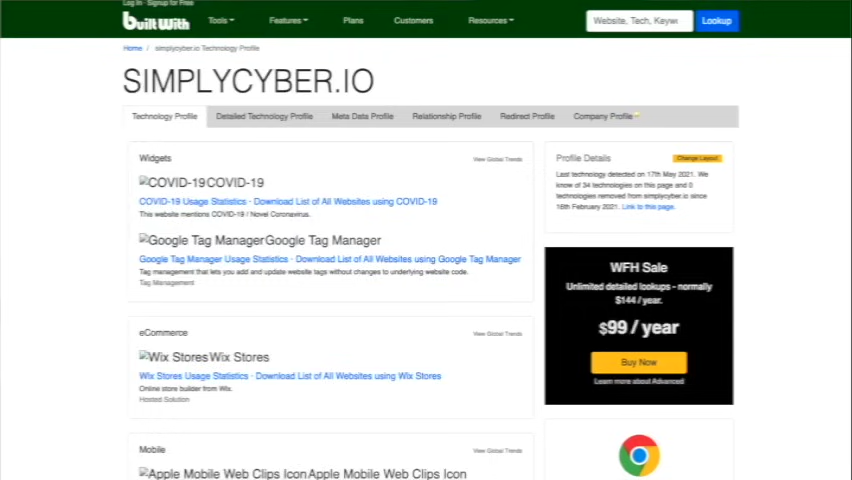 Log In · Signup for Free
built With
Tools
Features
Plans
Customers
Resources
Website, Tech, Keyw
Lookup
Home / simplycyber.io Technology Profile
SIMPLYCYBER.IO
Technology Profile
Detailed Technology Profile
Meta Data Profile
Relationship Profile
Redirect Profile
Company Profile
Widgets
View Global Trends
COVID-19COVID-19
COVID-19 Usage Statistics · Download List of All Websites using COVID-19
This website mentions COVID-19 / Novel Coronavirus.
Google Tag ManagerGoogle Tag Manager
Google Tag Manager Usage Statistics · Download List of All Websites using Google Tag Manager
Tag management that lets you add and update website tags without changes to underlying website code.
Tag Management
eCommerce
View Global Trends
Wix StoresWix Stores
Wix Stores Usage Statistics · Download List of All Websites using Wix Stores
Online store builder from Wix.
Hosted Solution
Mobile
View Global Trends
Apple Mobile Web Clips IconApple Mobile Web Clips Icon
Profile Details
Change Layout
Last technology detected on 17th May 2021. We
know of 34 technologies on this page and 0
technologies removed from simplycyber.io since
18th February 2021. Link to this page.
WFH Sale
Unlimited detailed lookups - normally
$144 / year.
$99 / year
Buy Now
Learn more about Advanced